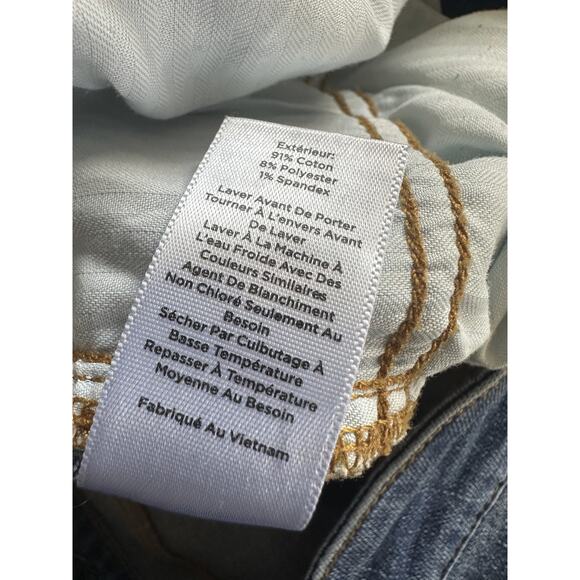 Extérieur:
91% Coton
8% Polyester
1% Spandex
Laver Avant De Porter
Tourner À L'envers Avant
De Laver
Laver À La Machine À
L'eau Froide Avec Des
Couleurs Similaires
Agent De Blanchiment
Non Chloré Seulement Au
Besoin
Sécher Par Culbutage À
Basse Température
Repasser À Température
Moyenne Au Besoin
Fabriqué Au Vietnam